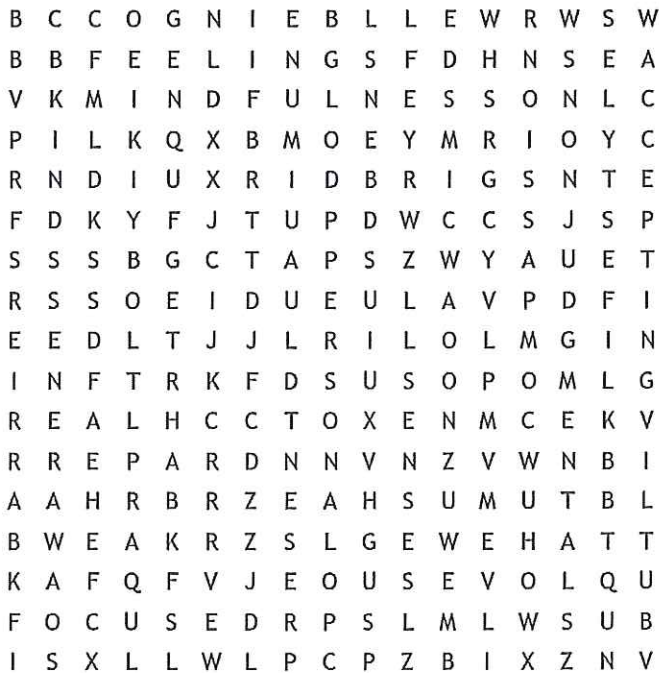 B C C O G N I E B L L E W R W S W
B B F E E L I N G S F D H N S E A
V K M I N D F U L N E S S O N L C
P I L K Q X B M O E Y M R I O Y C
R N D I U X R I D B R I G S N T E
F D K Y F J T U P D W C C S J S P
S S S B G C T A P S Z W Y A U E T
R S S O E I D U E U L A V P D F I
E E D L T J J L R I L O L M G I N
I N F T R K F D S U S O P O M L G
R E A L H C C T O X E N M C E K V
R R E P A R D N N V N Z V W N B I
A A H R B R Z E A H S U M U T B L
B W E A K R Z S L G E W E H A T T
K A F Q F V J E O U S E V O L Q U
F O C U S E D R P S L M L W S U B
I S X L L W L P C P Z B I X Z N V